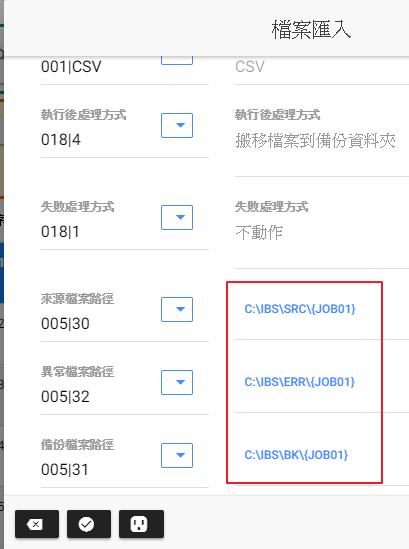 檔案匯入
001|CSV
CSV
執行後處理方式
執行後處理方式
018|4
搬移檔案到備份資料夾
失敗處理方式
失敗處理方式
018|1
不動作
來源檔案路徑
005|30
C:\IBS\SRC\{JOB01}
異常檔案路徑
005|32
C:\IBS\ERR\{JOB01}
備份檔案路徑
005|31
C:\IBS\BK\{JOB01}